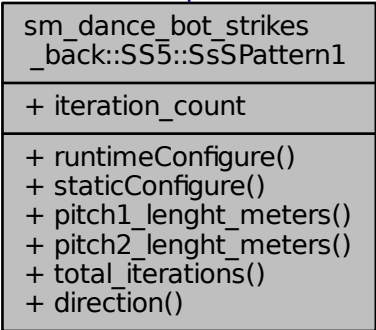 sm_dance_bot_strikes
_back::SS5::SsSPattern1
+ iteration_count
+ runtimeConfigure()
+ staticConfigure()
+ pitch1_lenght_meters()
+ pitch2_lenght_meters()
+ total_iterations()
+ direction()